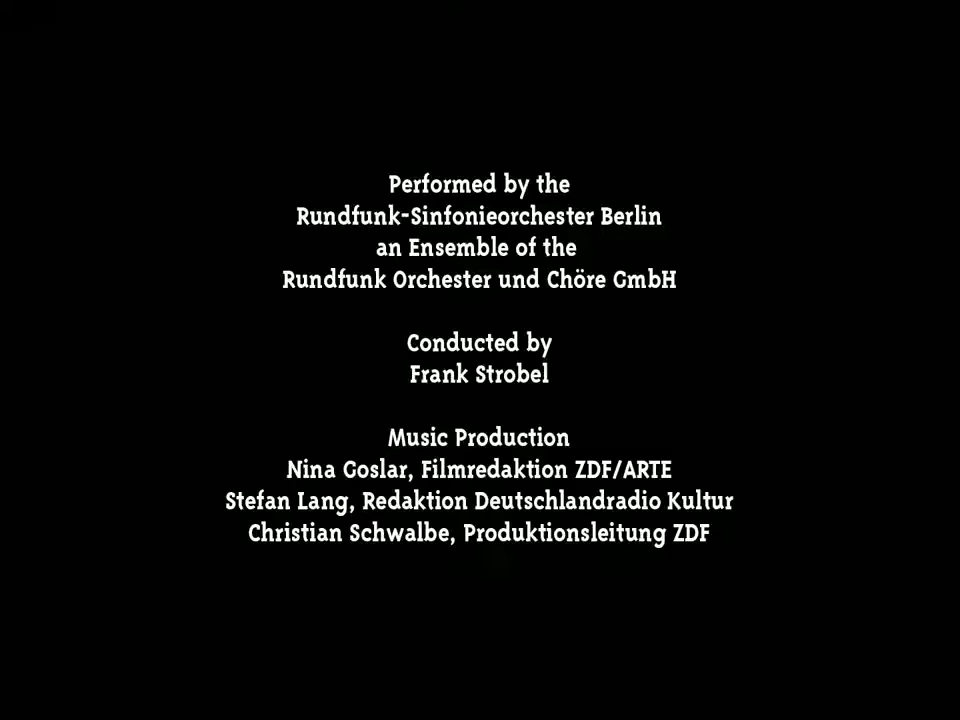 Performed by the
Rundfunk-Sinfonieorchester Berlin
an Ensemble of the
Rundfunk Orchester und Chöre GmbH
Conducted by
Frank Strobel
Music Production
Nina Goslar, Filmredaktion ZDF/ARTE
Stefan Lang, Redaktion Deutschlandradio Kultur
Christian Schwalbe, Produktionsleitung ZDF